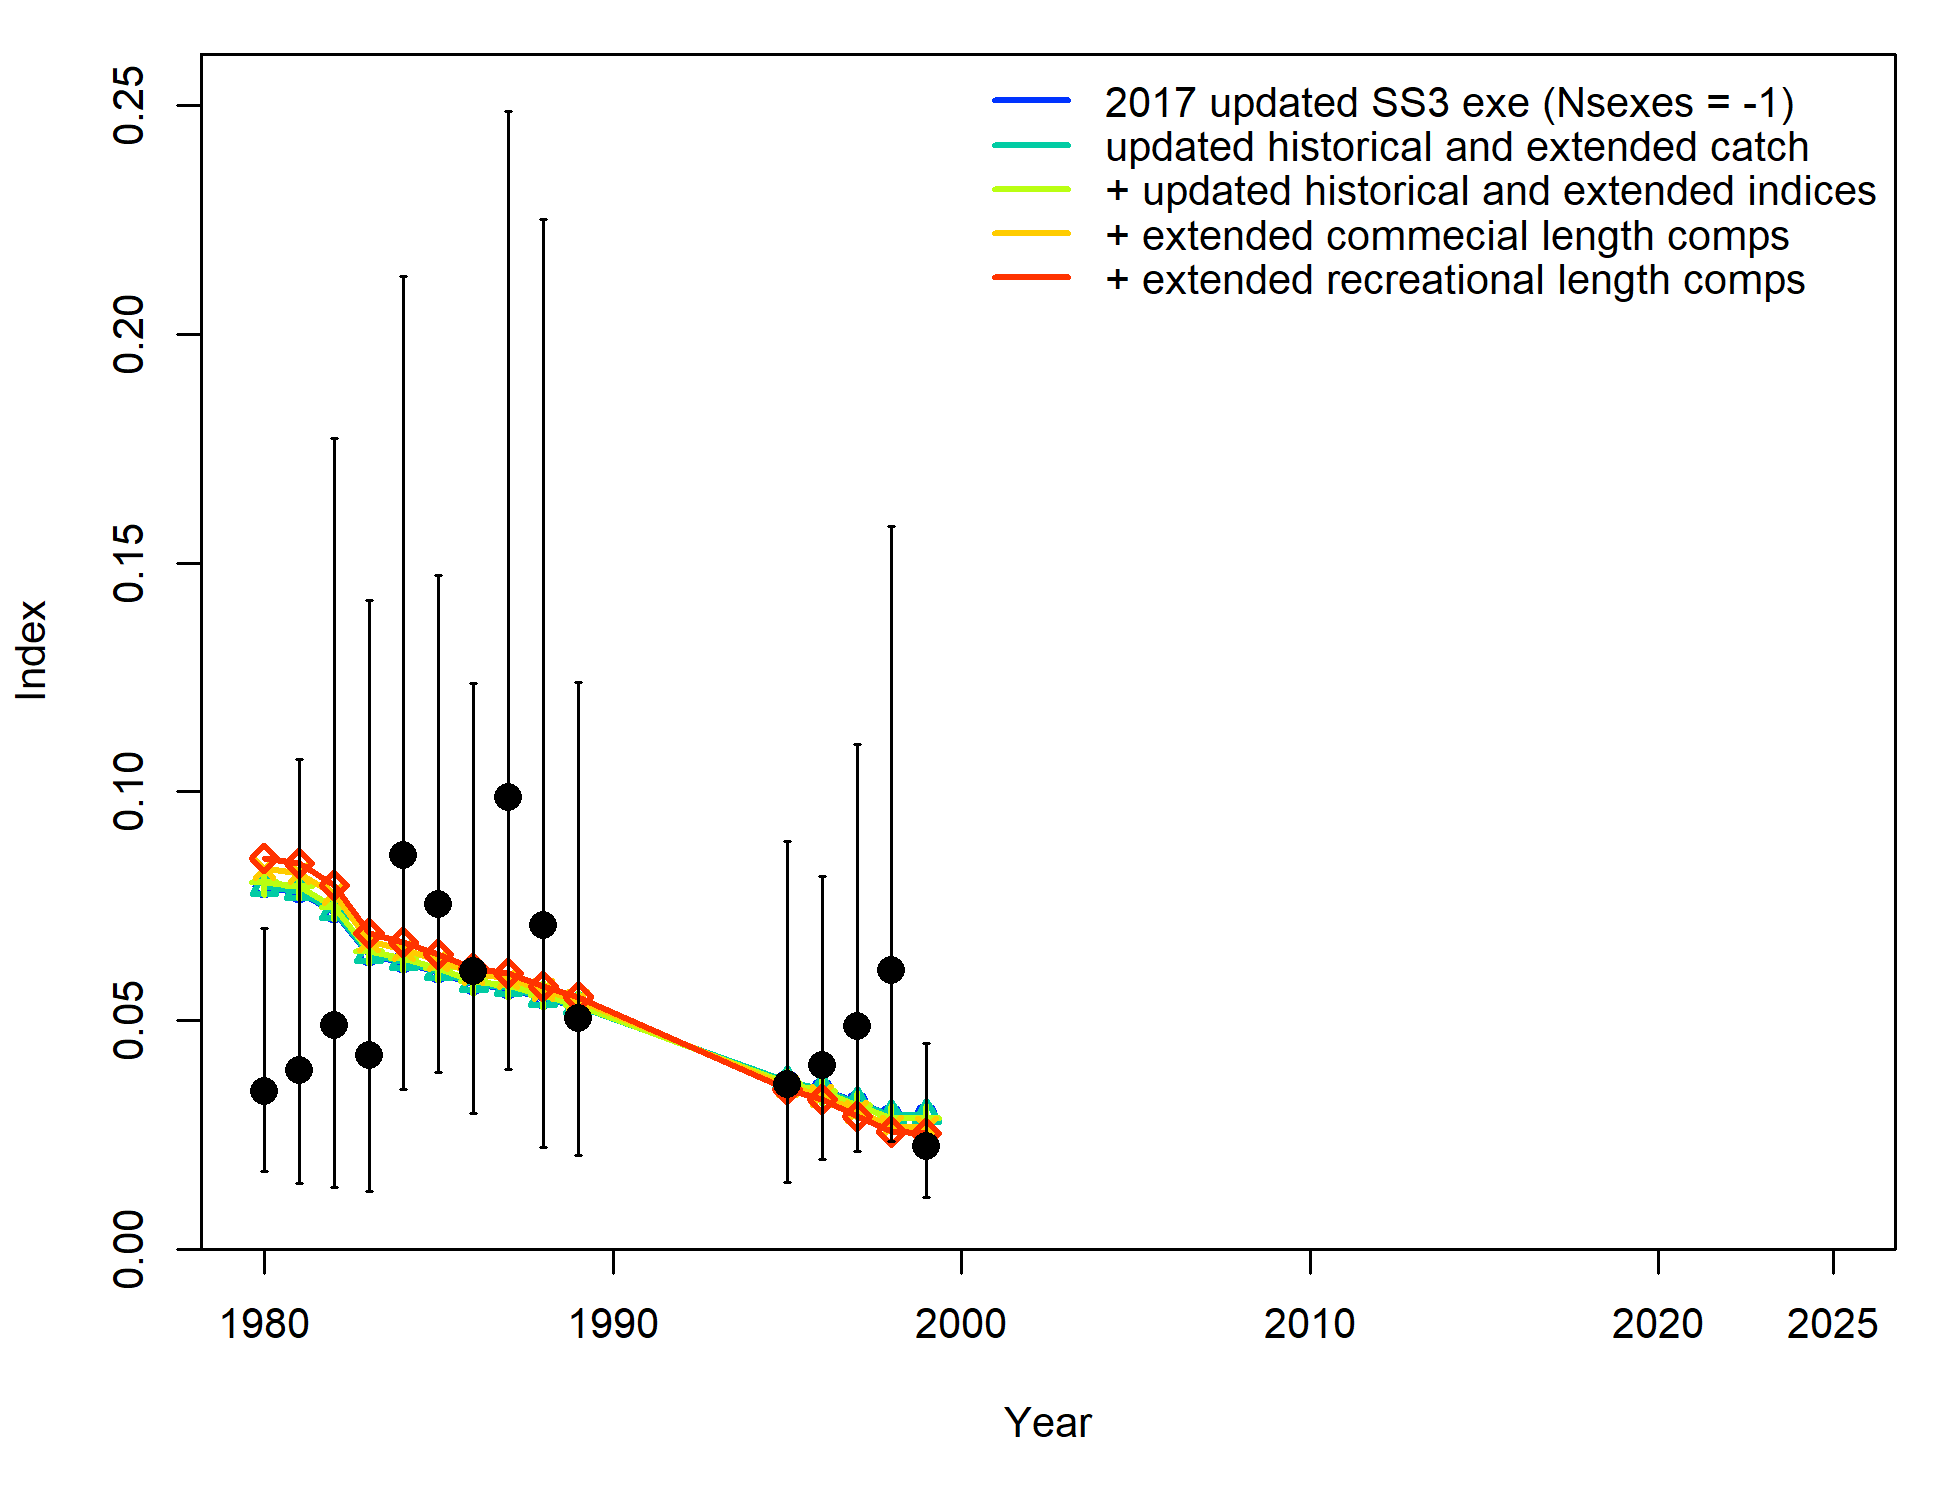 2017 updated SS3 exe (Nsexes = -1)
updated historical and extended catch
+ updated historical and extended indices
+ extended commecial length comps
+ extended recreational length comps
0.25
0.20
0.15
0.10
0.05
0.00
Index
1980 1990 2000 2010 2020 2025
Year